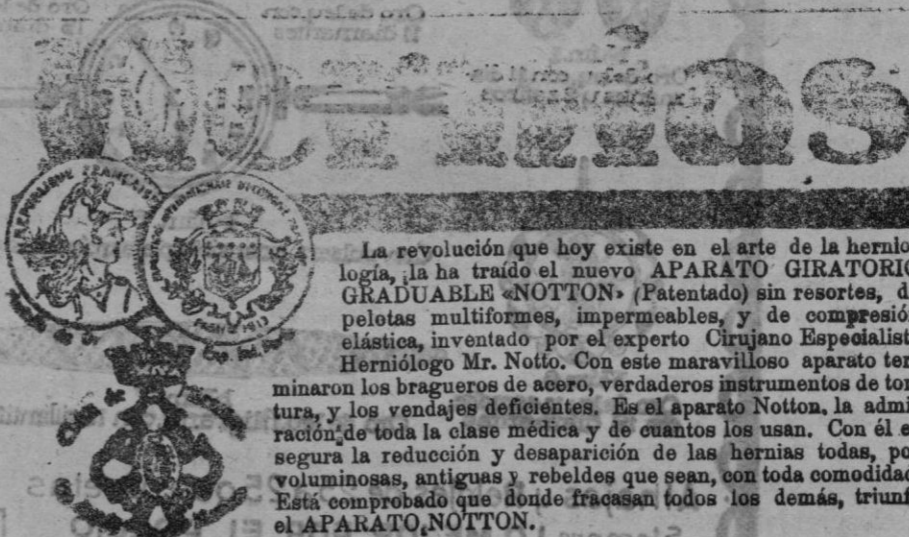 Hernias
REPUBLIQUE FRANÇAISE
La revolución que hoy existe en el arte de la hernio
logía, la ha traído el nuevo APARATO GIRATORIO
GRADUABLE «NOTTON» (Patentado) sin resortes, d
pelotas multiformes, impermeables, y de compresió
elástica, inventado por el experto Cirujano Especialist
Herniólogo Mr. Notto. Con este maravilloso aparato ter
minaron los bragueros de acero, verdaderos instrumentos de tor
tura, y los vendajes deficientes. Es el aparato Notton, la admi
ración de toda la clase médica y de cuantos los usan. Con él e
segura la reducción y desaparición de las hernias todas, po
voluminosas, antiguas y rebeldes que sean, con toda comodidad
Está comprobado que donde fracasan todos los demás, triunf
el APARATO NOTTON.